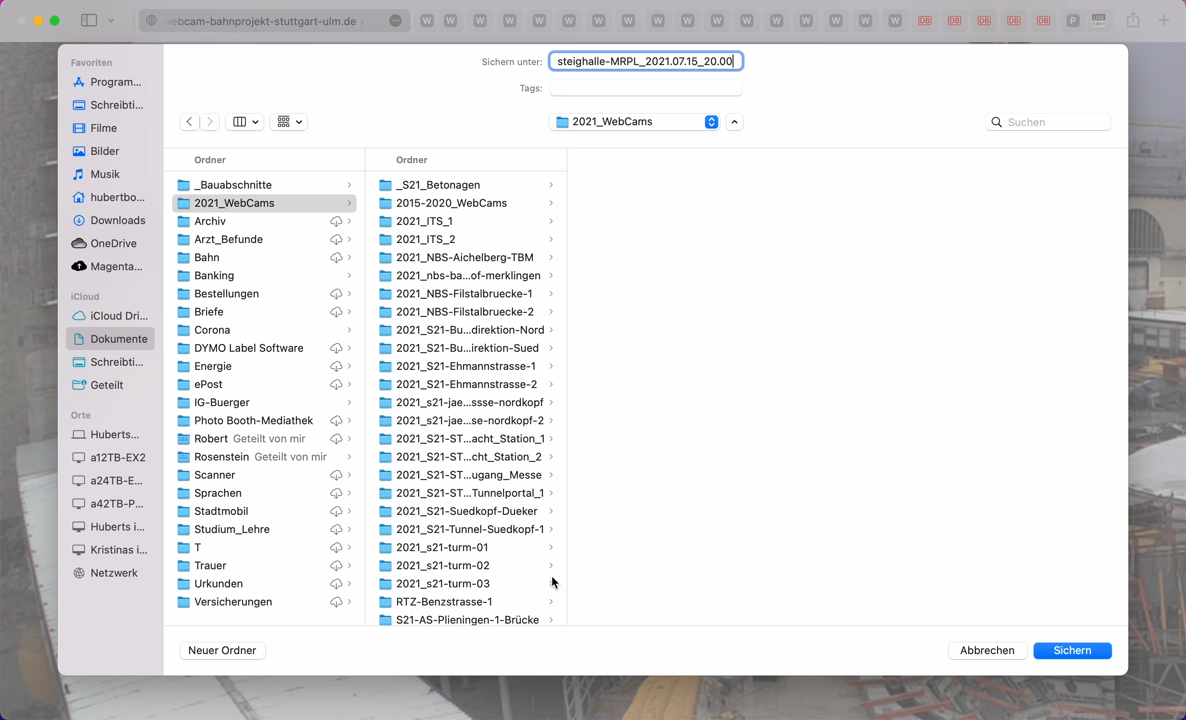 webcam-bahnprojekt-stuttgart-ulm.de
W W W W W W W W W W W W W W W W W DB DB DB DB DB P
Sichern unter: steighalle-MRPL_2021.07.15_20.00
Tags:
2021_WebCams
Suchen
Favoriten
Program...
Schreibti...
Filme
Bilder
Musik
hubertbo...
Downloads
OneDrive
Magenta...
iCloud
iCloud Dri...
Dokumente
Schreibti...
Geteilt
Orte
Huberts...
a12TB-EX2
a24TB-E...
a42TB-P...
Huberts i...
Kristinas i...
Netzwerk
Ordner
_Bauabschnitte
2021_WebCams
Archiv
Arzt_Befunde
Bahn
Banking
Bestellungen
Briefe
Corona
DYMO Label Software
Energie
ePost
IG-Buerger
Photo Booth-Mediathek
Robert Geteilt von mir
Rosenstein Geteilt von mir
Scanner
Sprachen
Stadtmobil
Studium_Lehre
T
Trauer
Urkunden
Versicherungen
Ordner
_S21_Betonagen
2015-2020_WebCams
2021_ITS_1
2021_ITS_2
2021_NBS-Aichelberg-TBM
2021_nbs-ba...of-merklingen
2021_NBS-Filstalbruecke-1
2021_NBS-Filstalbruecke-2
2021_S21-Bu...direktion-Nord
2021_S21-Bu...irektion-Sued
2021_S21-Ehmannstrasse-1
2021_S21-Ehmannstrasse-2
2021_s21-jae...ssse-nordkopf
2021_s21-jae...se-nordkopf-2
2021_S21-ST...acht_Station_1
2021_S21-ST...cht_Station_2
2021_S21-ST...ugang_Messe
2021_S21-ST...Tunnelportal_1
2021_S21-Suedkopf-Dueker
2021_S21-Tunnel-Suedkopf-1
2021_s21-turm-01
2021_s21-turm-02
2021_s21-turm-03
RTZ-Benzstrasse-1
S21-AS-Plieningen-1-Brücke
Neuer Ordner
Abbrechen
Sichern